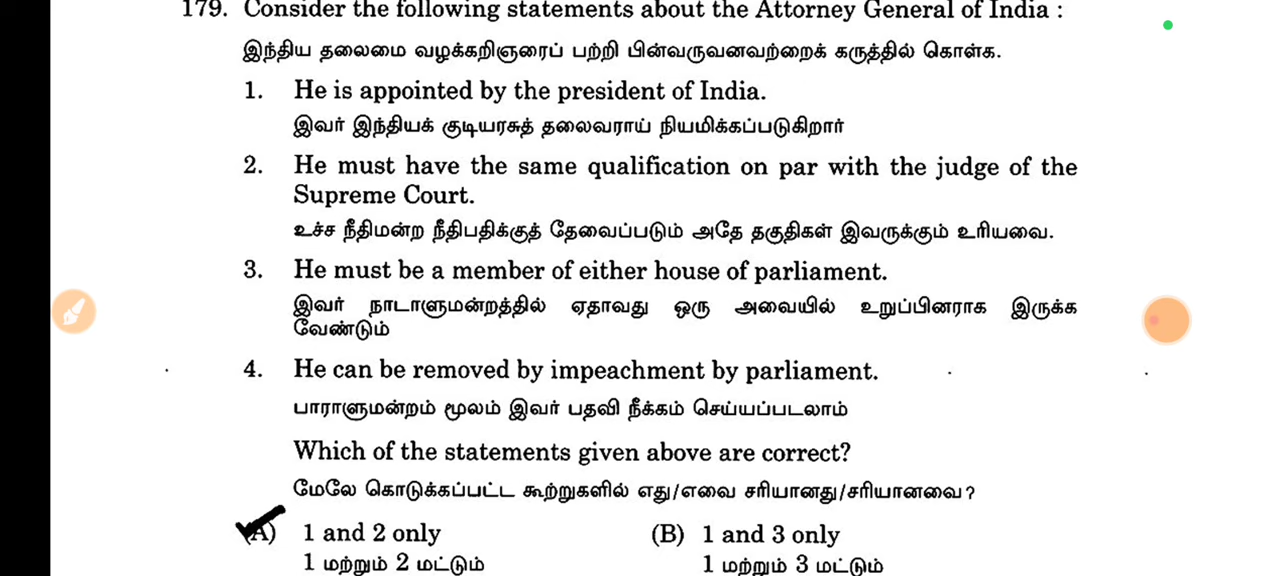 179. Consider the following statements about the Attorney General of India :
இந்திய தலைமை வழக்கறிஞரைப் பற்றி பின்வருவனவற்றைக் கருத்தில் கொள்க.
1. He is appointed by the president of India.
இவர் இந்தியக் குடியரசுத் தலைவராய் நியமிக்கப்படுகிறார்
2. He must have the same qualification on par with the judge of the
Supreme Court.
உச்ச நீதிமன்ற நீதிபதிக்குத் தேவைப்படும் அதே தகுதிகள் இவருக்கும் உரியவை.
3. He must be a member of either house of parliament.
இவர் நாடாளுமன்றத்தில் ஏதாவது ஒரு அவையில் உறுப்பினராக இருக்க
வேண்டும்
4. He can be removed by impeachment by parliament.
பாராளுமன்றம் மூலம் இவர் பதவி நீக்கம் செய்யப்படலாம்
Which of the statements given above are correct?
மேலே கொடுக்கப்பட்ட கூற்றுகளில் எது/எவை சரியானது/சரியானவை?
(A) 1 and 2 only (B) 1 and 3 only
1 மற்றும் 2 மட்டும் 1 மற்றும் 3 மட்டும்